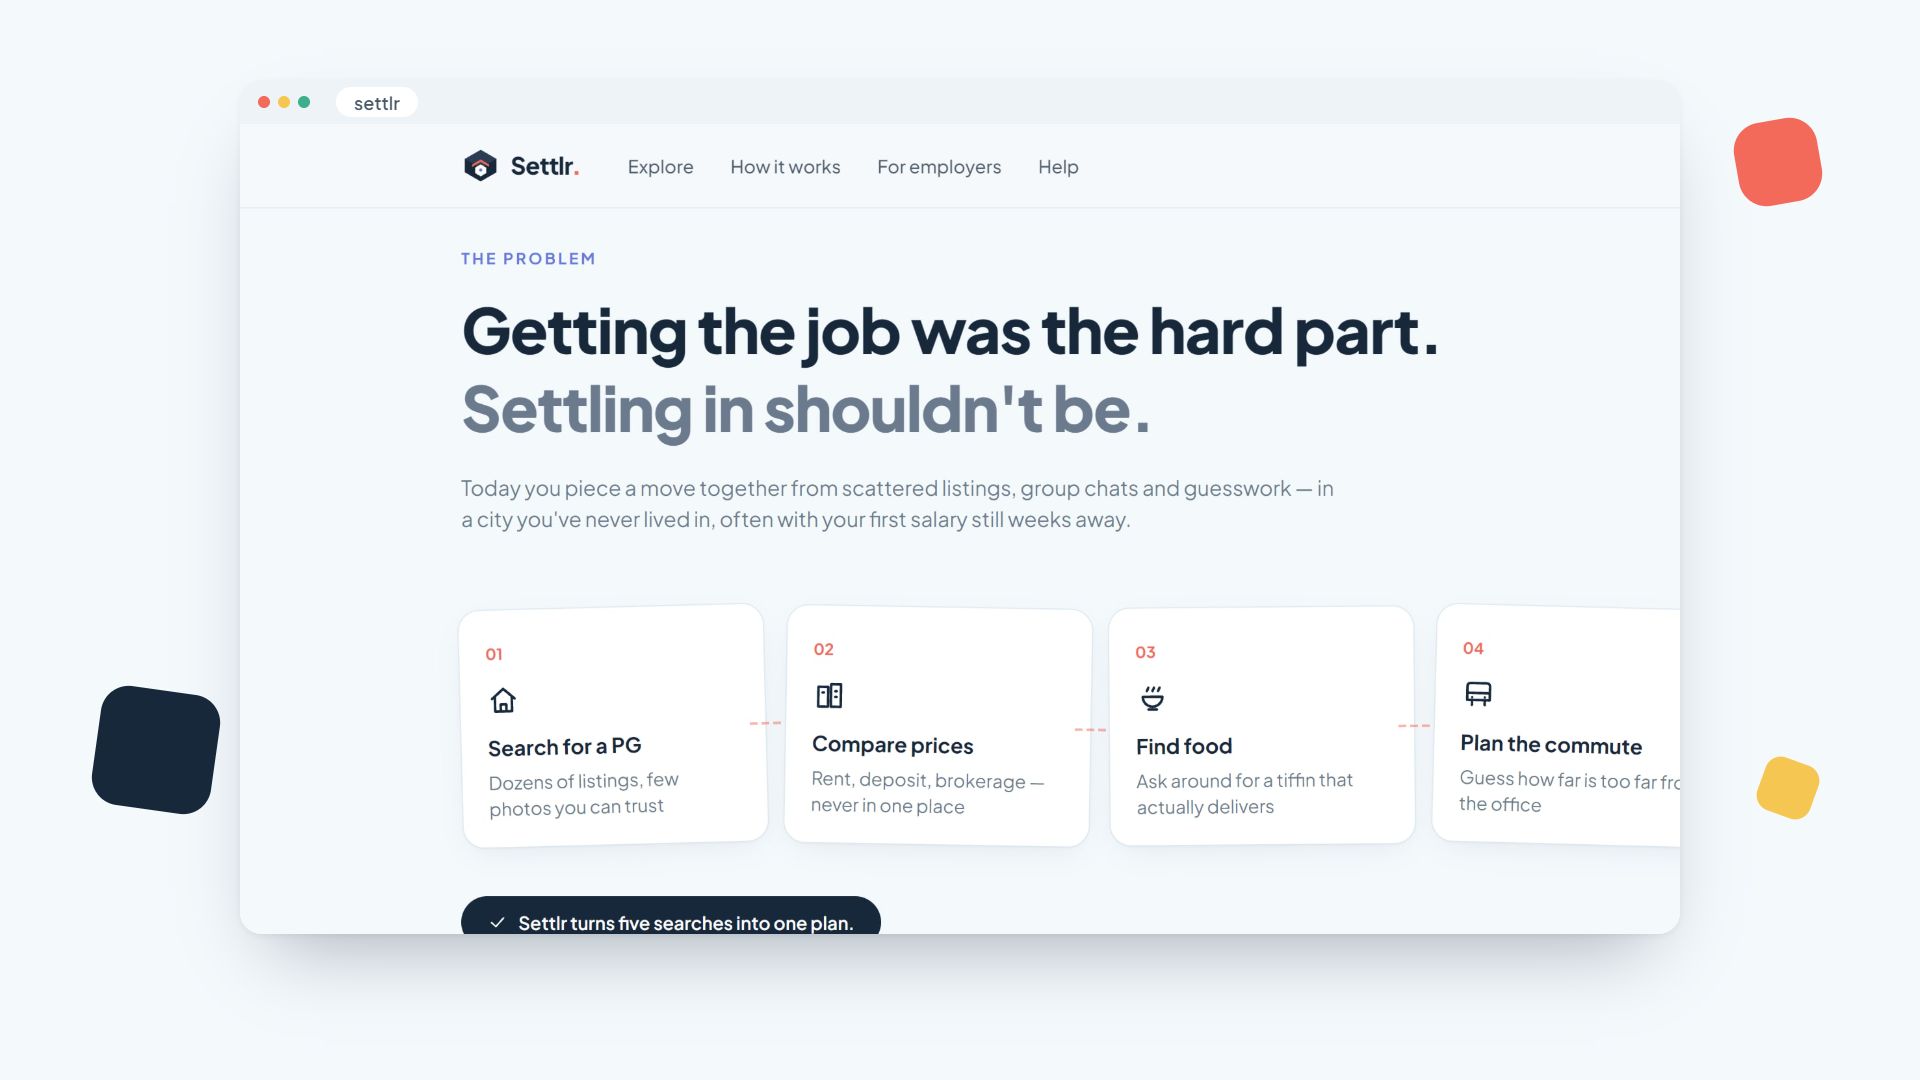 settlr
Settlr.
Explore
How it works
For employers
Help
THE PROBLEM
Getting the job was the hard part.
Settling in shouldn't be.
Today you piece a move together from scattered listings, group chats and guesswork — in
a city you've never lived in, often with your first salary still weeks away.
01
Search for a PG
Dozens of listings, few
photos you can trust
02
Compare prices
Rent, deposit, brokerage —
never in one place
03
Find food
Ask around for a tiffin that
actually delivers
04
Plan the commute
Guess how far is too far
the office
Settlr turns five searches into one plan.